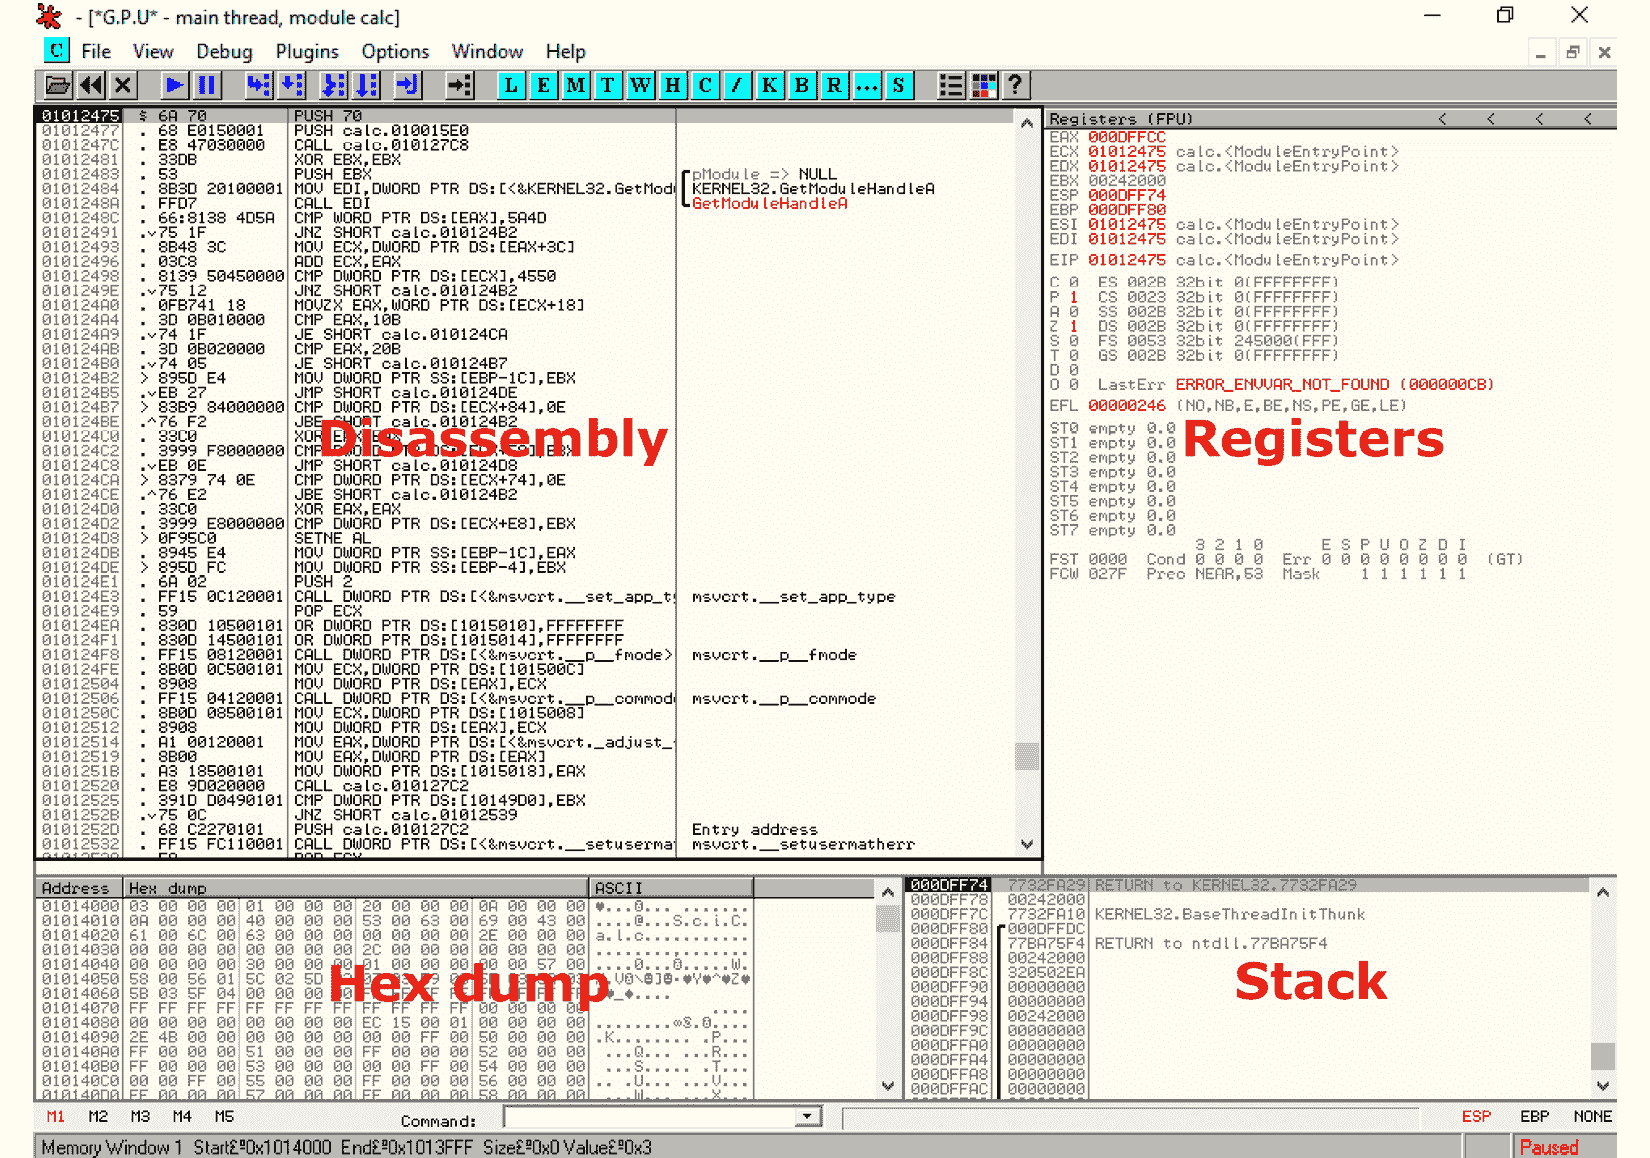 - [*G.P.U* - main thread, module calc]
C File View Debug Plugins Options Window Help
L E M T W H C / K B R ... S ?
01012475 $ 6A 70 PUSH 70
01012477 . 68 E0150001 PUSH calc.010015E0
0101247C . E8 47030000 CALL calc.010127C8
01012481 . 33DB XOR EBX,EBX
01012483 . 53 PUSH EBX pModule => NULL
01012484 . 8B3D 20100001 MOV EDI,DWORD PTR DS:[<&KERNEL32.GetMod KERNEL32.GetModuleHandleA
0101248A . FFD7 CALL EDI GetModuleHandleA
0101248C . 66:8138 4D5A CMP WORD PTR DS:[EAX],5A4D
01012491 .v75 1F JNZ SHORT calc.010124B2
01012493 . 8B48 3C MOV ECX,DWORD PTR DS:[EAX+3C]
01012496 . 03C8 ADD ECX,EAX
01012498 . 8139 50450000 CMP DWORD PTR DS:[ECX],4550
0101249E .v75 12 JNZ SHORT calc.010124B2
010124A0 . 0FB741 18 MOVZX EAX,WORD PTR DS:[ECX+18]
010124A4 . 3D 0B010000 CMP EAX,10B
010124A9 .v74 1F JE SHORT calc.010124CA
010124AB . 3D 0B020000 CMP EAX,20B
010124B0 .v74 05 JE SHORT calc.010124B7
010124B2 > 895D E4 MOV DWORD PTR SS:[EBP-1C],EBX
010124B5 .vEB 27 JMP SHORT calc.010124DE
010124B7 > 83B9 84000000 CMP DWORD PTR DS:[ECX+84],0E
010124BE .^76 F2 JBE SHORT calc.010124B2
010124C0 . 33C0 XOR EAX,EAX
010124C2 . 3999 F8000000
010124C8 .vEB 0E JMP SHORT calc.010124D8
010124CA > 8379 74 0E CMP DWORD PTR DS:[ECX+74],0E
010124CE .^76 E2 JBE SHORT calc.010124B2
010124D0 . 33C0 XOR EAX,EAX
010124D2 . 3999 E8000000 CMP DWORD PTR DS:[ECX+E8],EBX
010124D8 > 0F95C0 SETNE AL
010124DB . 8945 E4 MOV DWORD PTR SS:[EBP-1C],EAX
010124DE > 895D FC MOV DWORD PTR SS:[EBP-4],EBX
010124E1 . 6A 02 PUSH 2
010124E3 . FF15 0C120001 CALL DWORD PTR DS:[<&msvcrt.__set_app_ty msvcrt.__set_app_type
010124E9 . 59 POP ECX
010124EA . 830D 10500101 OR DWORD PTR DS:[1015010],FFFFFFFF
010124F1 . 830D 14500101 OR DWORD PTR DS:[1015014],FFFFFFFF
010124F8 . FF15 08120001 CALL DWORD PTR DS:[<&msvcrt.__p__fmode> msvcrt.__p__fmode
010124FE . 8B0D 0C500101 MOV ECX,DWORD PTR DS:[101500C]
01012504 . 8908 MOV DWORD PTR DS:[EAX],ECX
01012506 . FF15 04120001 CALL DWORD PTR DS:[<&msvcrt.__p__commod msvcrt.__p__commode
0101250C . 8B0D 08500101 MOV ECX,DWORD PTR DS:[1015008]
01012512 . 8908 MOV DWORD PTR DS:[EAX],ECX
01012514 . A1 00120001 MOV EAX,DWORD PTR DS:[<&msvcrt._adjust_
01012519 . 8B00 MOV EAX,DWORD PTR DS:[EAX]
0101251B . A3 18500101 MOV DWORD PTR DS:[1015018],EAX
01012520 . E8 9D020000 CALL calc.010127C2
01012525 . 391D D0490101 CMP DWORD PTR DS:[10149D0],EBX
0101252B .v75 0C JNZ SHORT calc.01012539
0101252D . 68 C2270101 PUSH calc.010127C2 Entry address
01012532 . FF15 FC110001 CALL DWORD PTR DS:[<&msvcrt.__setuserma msvcrt.__setusermatherr
Disassembly
Registers (FPU) < < < <
EAX 000DFFCC
ECX 01012475 calc.<ModuleEntryPoint>
EDX 01012475 calc.<ModuleEntryPoint>
EBX 00242000
ESP 000DFF74
EBP 000DFF80
ESI 01012475 calc.<ModuleEntryPoint>
EDI 01012475 calc.<ModuleEntryPoint>
EIP 01012475 calc.<ModuleEntryPoint>
C 0 ES 002B 32bit 0(FFFFFFFF)
P 1 CS 0023 32bit 0(FFFFFFFF)
A 0 SS 002B 32bit 0(FFFFFFFF)
Z 1 DS 002B 32bit 0(FFFFFFFF)
S 0 FS 0053 32bit 245000(FFF)
T 0 GS 002B 32bit 0(FFFFFFFF)
D 0
O 0 LastErr ERROR_ENVVAR_NOT_FOUND (000000CB)
EFL 00000246 (NO,NB,E,BE,NS,PE,GE,LE)
ST0 empty 0.0
ST1 empty 0.0
ST2 empty 0.0
ST3 empty 0.0
ST4 empty 0.0
ST5 empty 0.0
ST6 empty 0.0
ST7 empty 0.0
3 2 1 0 E S P U O Z D I
FST 0000 Cond 0 0 0 0 Err 0 0 0 0 0 0 0 0 (GT)
FCW 027F Prec NEAR,53 Mask 1 1 1 1 1 1
Registers
Address Hex dump ASCII
01014000 03 00 00 00 01 00 00 00 20 00 00 00 0A 00 00 00
01014010 0A 00 00 00 40 00 00 00 53 00 63 00 69 00 43 00 ....@...S.c.i.C.
01014020 61 00 6C 00 63 00 00 00 00 00 00 00 2E 00 00 00 a.l.c...........
01014030 00 00 00 00 00 00 00 00 2C 00 00 00 00 00 00 00
01014040 00 00 00 00 30 00 00 00 01 00 00 00 00 00 57 00
01014050 58 00 56 01 5C 02 5D
01014060 5B 03 5F 04 00 00 00 00
01014070 FF FF FF FF FF FF FF FF FF FF FF FF 00 00 00
01014080 00 00 00 00 00 00 00 00 EC 15 00 01 00 00 00 00
01014090 2E 4B 00 00 00 00 00 00 00 00 FF 00 50 00 00 00 .K..........P...
010140A0 FF 00 00 00 51 00 00 00 FF 00 00 00 52 00 00 00
010140B0 FF 00 00 00 53 00 00 00 00 00 FF 00 54 00 00 00
010140C0 00 00 FF 00 55 00 00 00 FF 00 00 00 56 00 00 00
010140D0 FF 00 00 00 57 00 00 00 FF 00 00 00 58 00 00 00
Hex dump
000DFF74 7732FA29 RETURN to KERNEL32.7732FA29
000DFF78 00242000
000DFF7C 7732FA10 KERNEL32.BaseThreadInitThunk
000DFF80 000DFFDC
000DFF84 77BA75F4 RETURN to ntdll.77BA75F4
000DFF88 00242000
000DFF8C 320502EA
000DFF90 00000000
000DFF94 00000000
000DFF98 00242000
000DFF9C 00000000
000DFFA0 00000000
000DFFA4 00000000
000DFFA8 00000000
000DFFAC 00000000
Stack
M1 M2 M3 M4 M5 Command: ESP EBP NONE
Memory Window 1 Start£º0x1014000 End£º0x1013FFF Size£º0x0 Value£º0x3 Paused